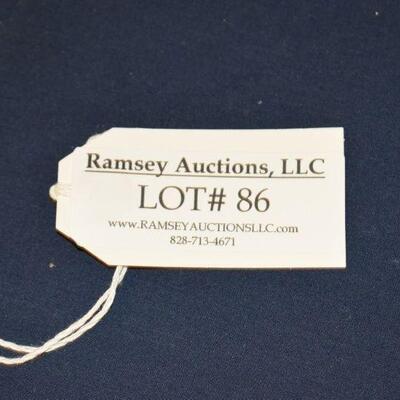 Ramsey Auctions, LLC
LOT# 86
www.RAMSEYAUCTIONSLLC.com
828-713-4671